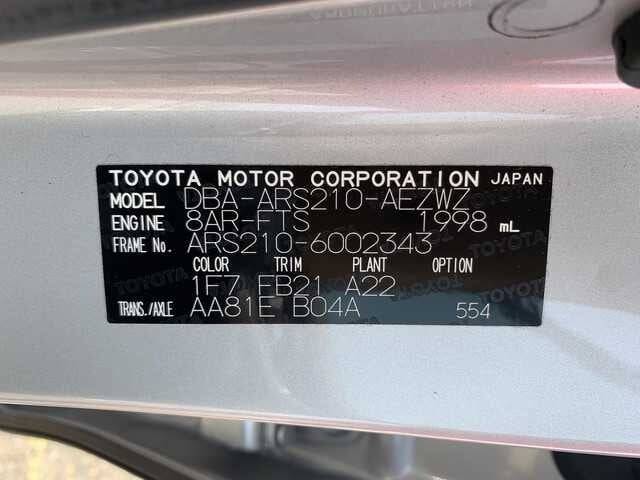 TOYOTA MOTOR CORPORATION JAPAN
MODEL DBA-ARS210-AEZWZ
ENGINE 8AR-FTS 1998 mL
FRAME No. ARS210-6002343
COLOR TRIM PLANT OPTION
1F7 FB21 A22
TRANS./AXLE AA81E B04A 554